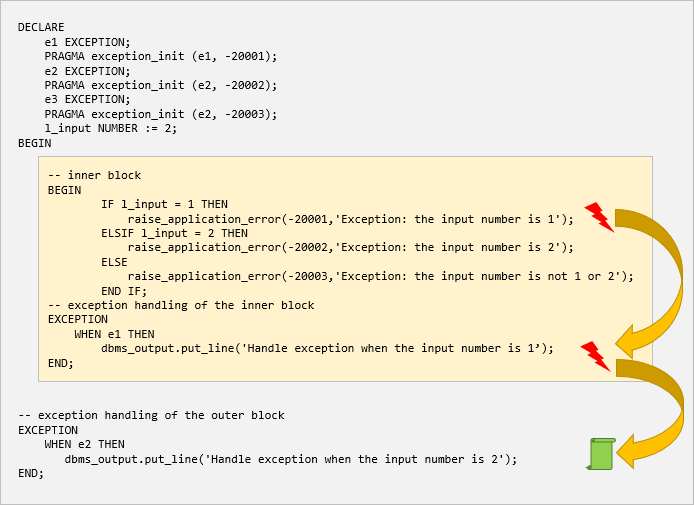 DECLARE
    e1 EXCEPTION;
    PRAGMA exception_init (e1, -20001);
    e2 EXCEPTION;
    PRAGMA exception_init (e2, -20002);
    e3 EXCEPTION;
    PRAGMA exception_init (e2, -20003);
    l_input NUMBER := 2;
BEGIN
-- inner block
BEGIN
        IF l_input = 1 THEN
            raise_application_error(-20001,'Exception: the input number is 1');
        ELSIF l_input = 2 THEN
            raise_application_error(-20002,'Exception: the input number is 2');
        ELSE
            raise_application_error(-20003,'Exception: the input number is not 1 or 2');
        END IF;
-- exception handling of the inner block
EXCEPTION
    WHEN e1 THEN
        dbms_output.put_line('Handle exception when the input number is 1’);
END;
-- exception handling of the outer block
EXCEPTION
    WHEN e2 THEN
       dbms_output.put_line('Handle exception when the input number is 2');
END;